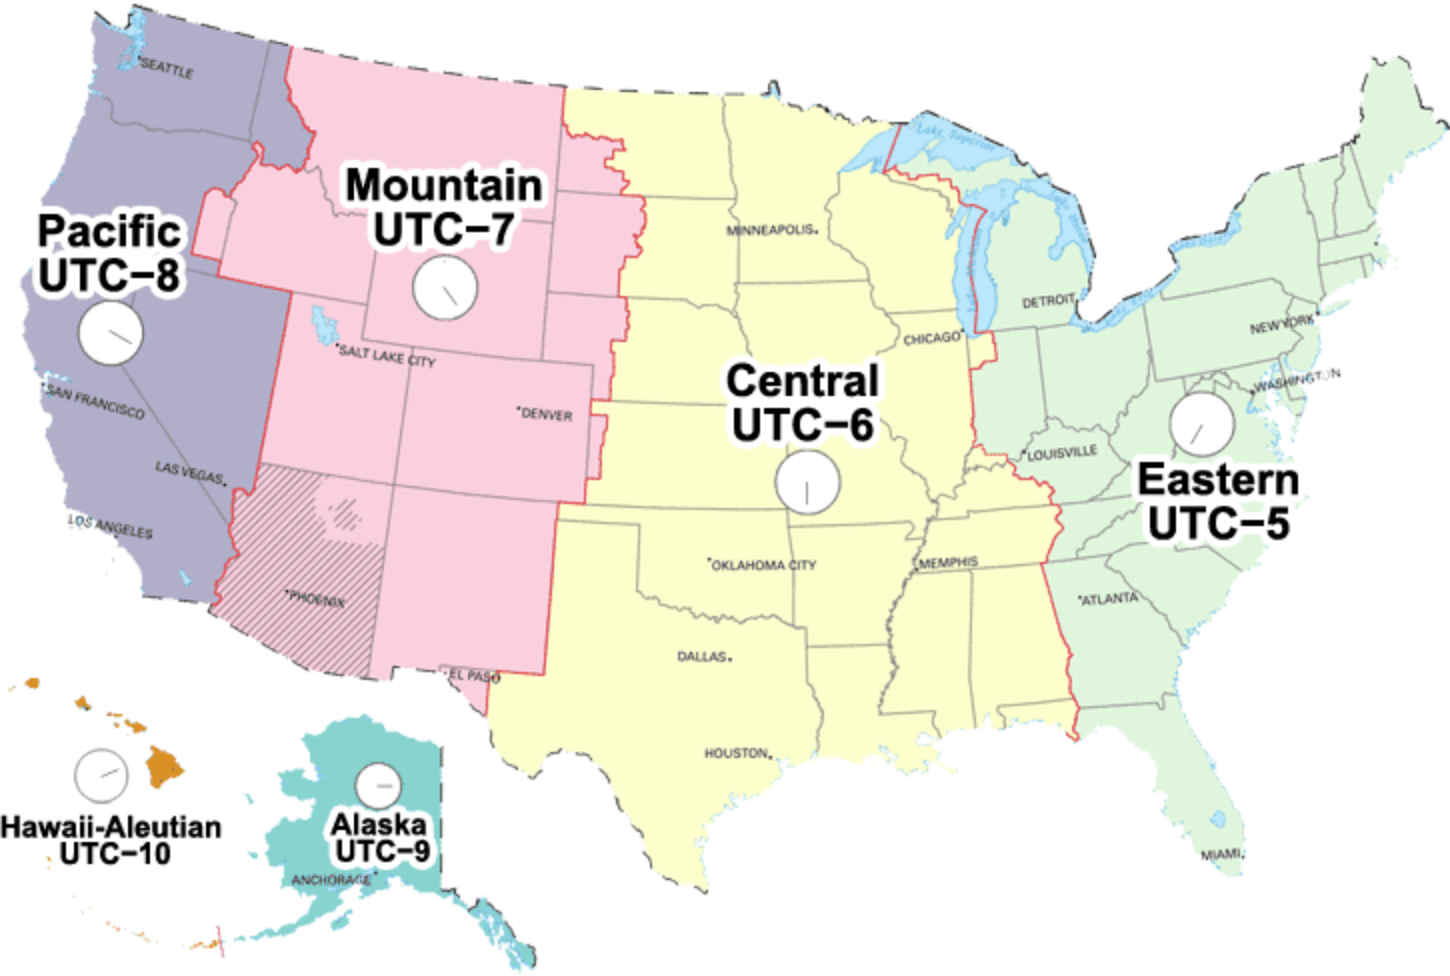 SEATTLE
Mountain
UTC−7
Pacific
UTC−8
MINNEAPOLIS
Lake Superior
DETROIT
NEW YORK
CHICAGO
SALT LAKE CITY
WASHINGTON
SAN FRANCISCO
DENVER
Central
UTC−6
LOUISVILLE
LAS VEGAS
Eastern
UTC−5
LOS ANGELES
OKLAHOMA CITY
MEMPHIS
PHOENIX
ATLANTA
DALLAS
EL PASO
HOUSTON
Hawaii-Aleutian
UTC−10
Alaska
UTC−9
MIAMI
ANCHORAGE